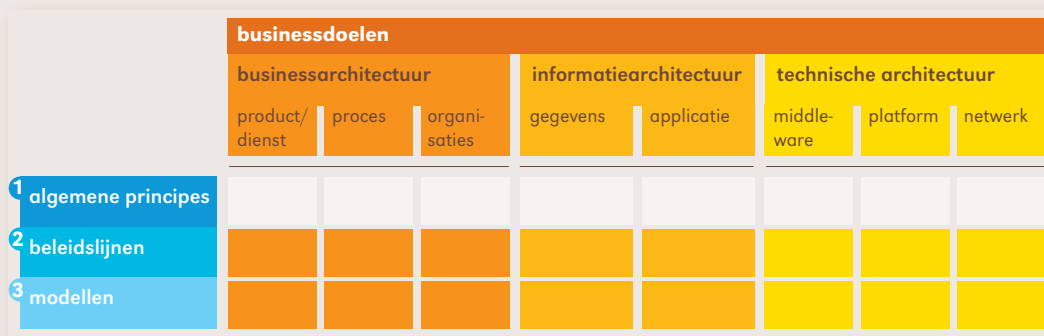 businessdoelen
businessarchitectuur
informatiearchitectuur
technische architectuur
product/
dienst
proces
organi-
saties
gegevens
applicatie
middle-
ware
platform
netwerk
1 algemene principes
2 beleidslijnen
3 modellen